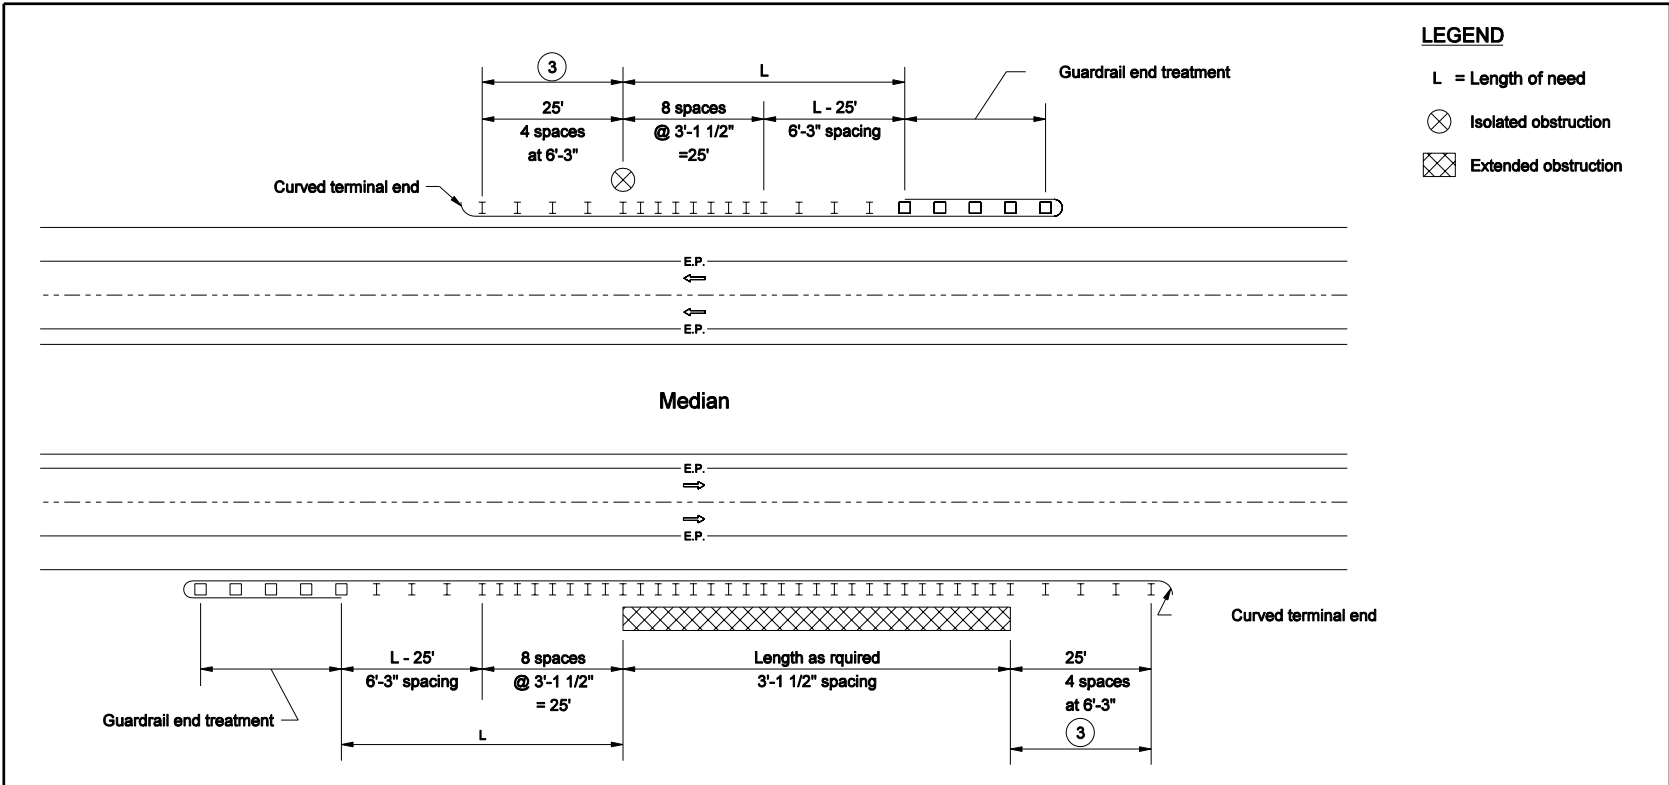 LEGEND
L = Length of need
Isolated obstruction
Extended obstruction
3
L
Guardrail end treatment
25'
8 spaces
L - 25'
4 spaces
@ 3'-1 1/2"
6'-3" spacing
at 6'-3"
=25'
Curved terminal end
E.P.
E.P.
Median
E.P.
E.P.
Curved terminal end
L - 25'
8 spaces
Length as rquired
25'
6'-3" spacing
@ 3'-1 1/2"
3'-1 1/2" spacing
4 spaces
= 25'
at 6'-3"
Guardrail end treatment
L
3